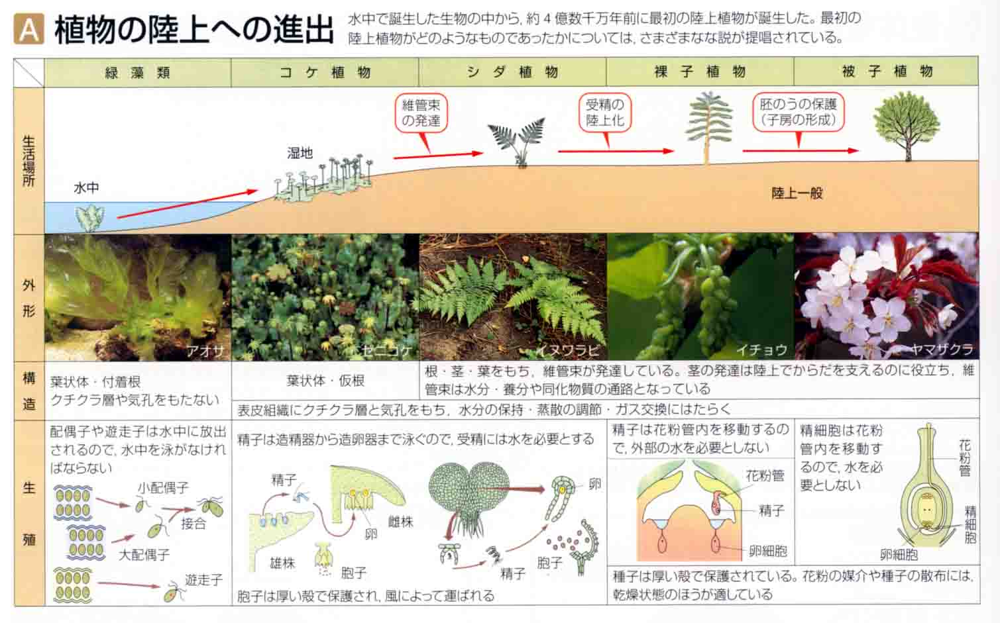 A 植物の陸上への進出
水中で誕生した生物の中から，約4億数千万年前に最初の陸上植物が誕生した。最初の
陸上植物がどのようなものであったかについては，さまざまなな説が提唱されている。
緑藻類 コケ植物 シダ植物 裸子植物 被子植物
生活場所
水中
湿地
維管束
の発達
受精の
陸上化
胚のうの保護
（子房の形成）
陸上一般
外形
アオサ
ゼニゴケ
イヌワラビ
イチョウ
ヤマザクラ
構造
葉状体・付着根
クチクラ層や気孔をもたない
葉状体・仮根
根・茎・葉をもち，維管束が発達している。茎の発達は陸上でからだを支えるのに役立ち，維
管束は水分・養分や同化物質の通路となっている
表皮組織にクチクラ層と気孔をもち，水分の保持・蒸散の調節・ガス交換にはたらく
生殖
配偶子や遊走子は水中に放出
されるので，水中を泳がなけれ
ばならない
小配偶子
接合
大配偶子
遊走子
精子は造精器から造卵器まで泳ぐので，受精には水を必要とする
精子
卵
雌株
雄株
胞子
卵
精子
胞子
胞子は厚い殻で保護され，風によって運ばれる
精子は花粉管内を移動するの
で，外部の水を必要としない
花粉管
精子
卵細胞
精細胞は花粉
管内を移動す
るので，水を必
要としない
花粉管
精細胞
卵細胞
種子は厚い殻で保護されている。花粉の媒介や種子の散布には，
乾燥状態のほうが適している